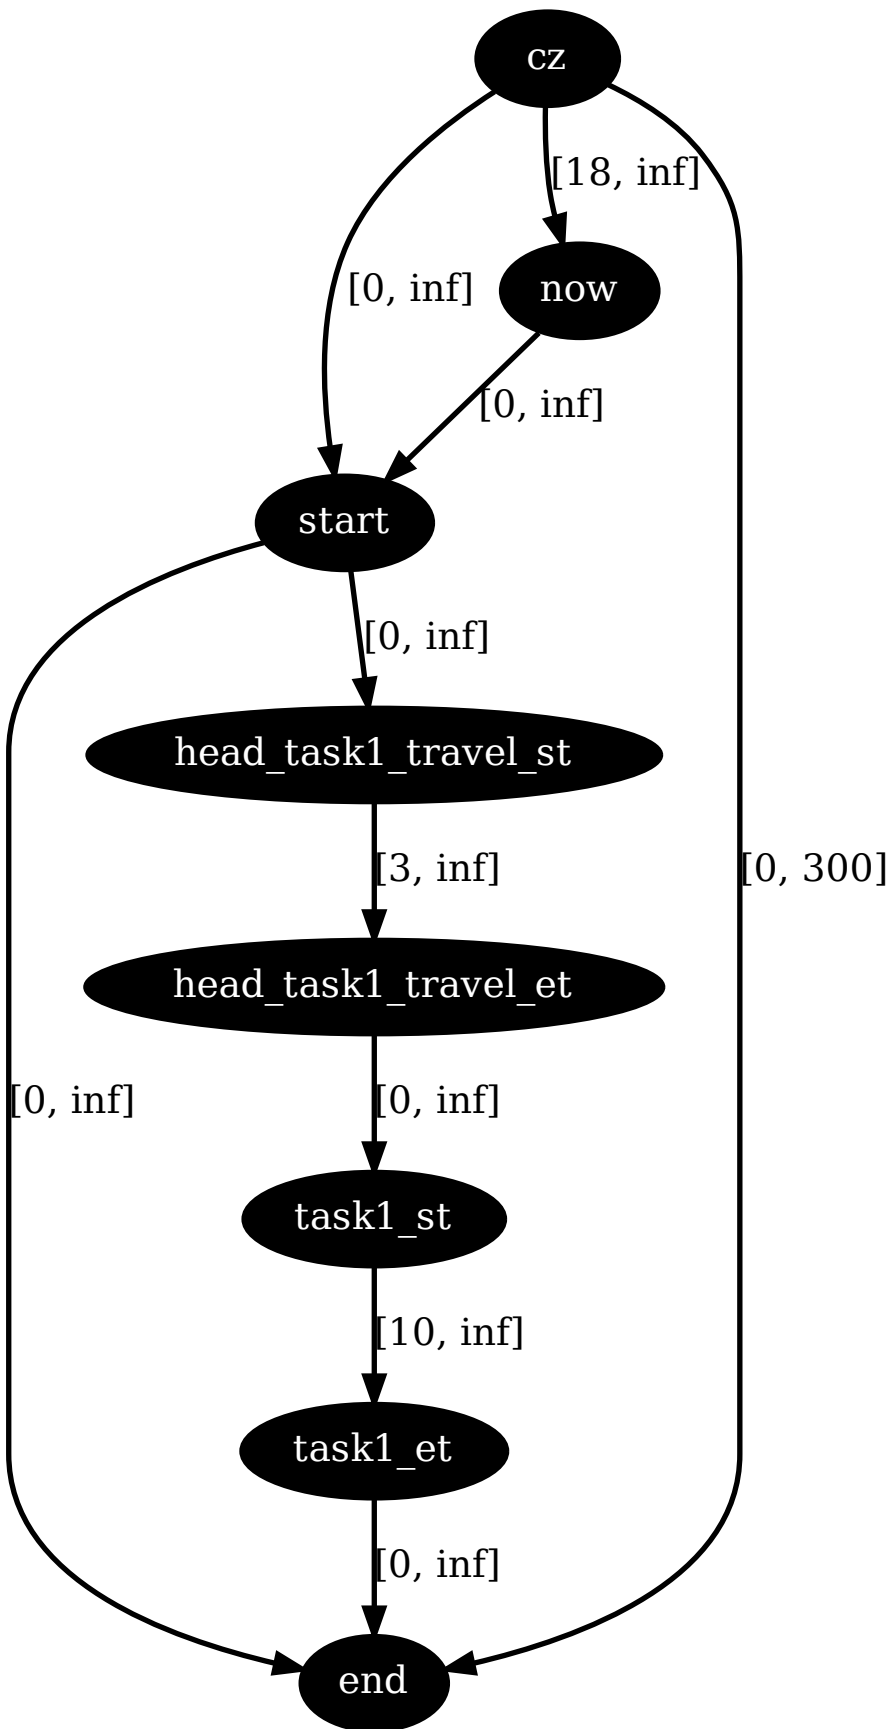 cz
[18, inf]
[0, inf]
now
[0, inf]
start
[0, inf]
head_task1_travel_st
[3, inf]
[0, 300]
head_task1_travel_et
[0, inf]
[0, inf]
task1_st
[10, inf]
task1_et
[0, inf]
end